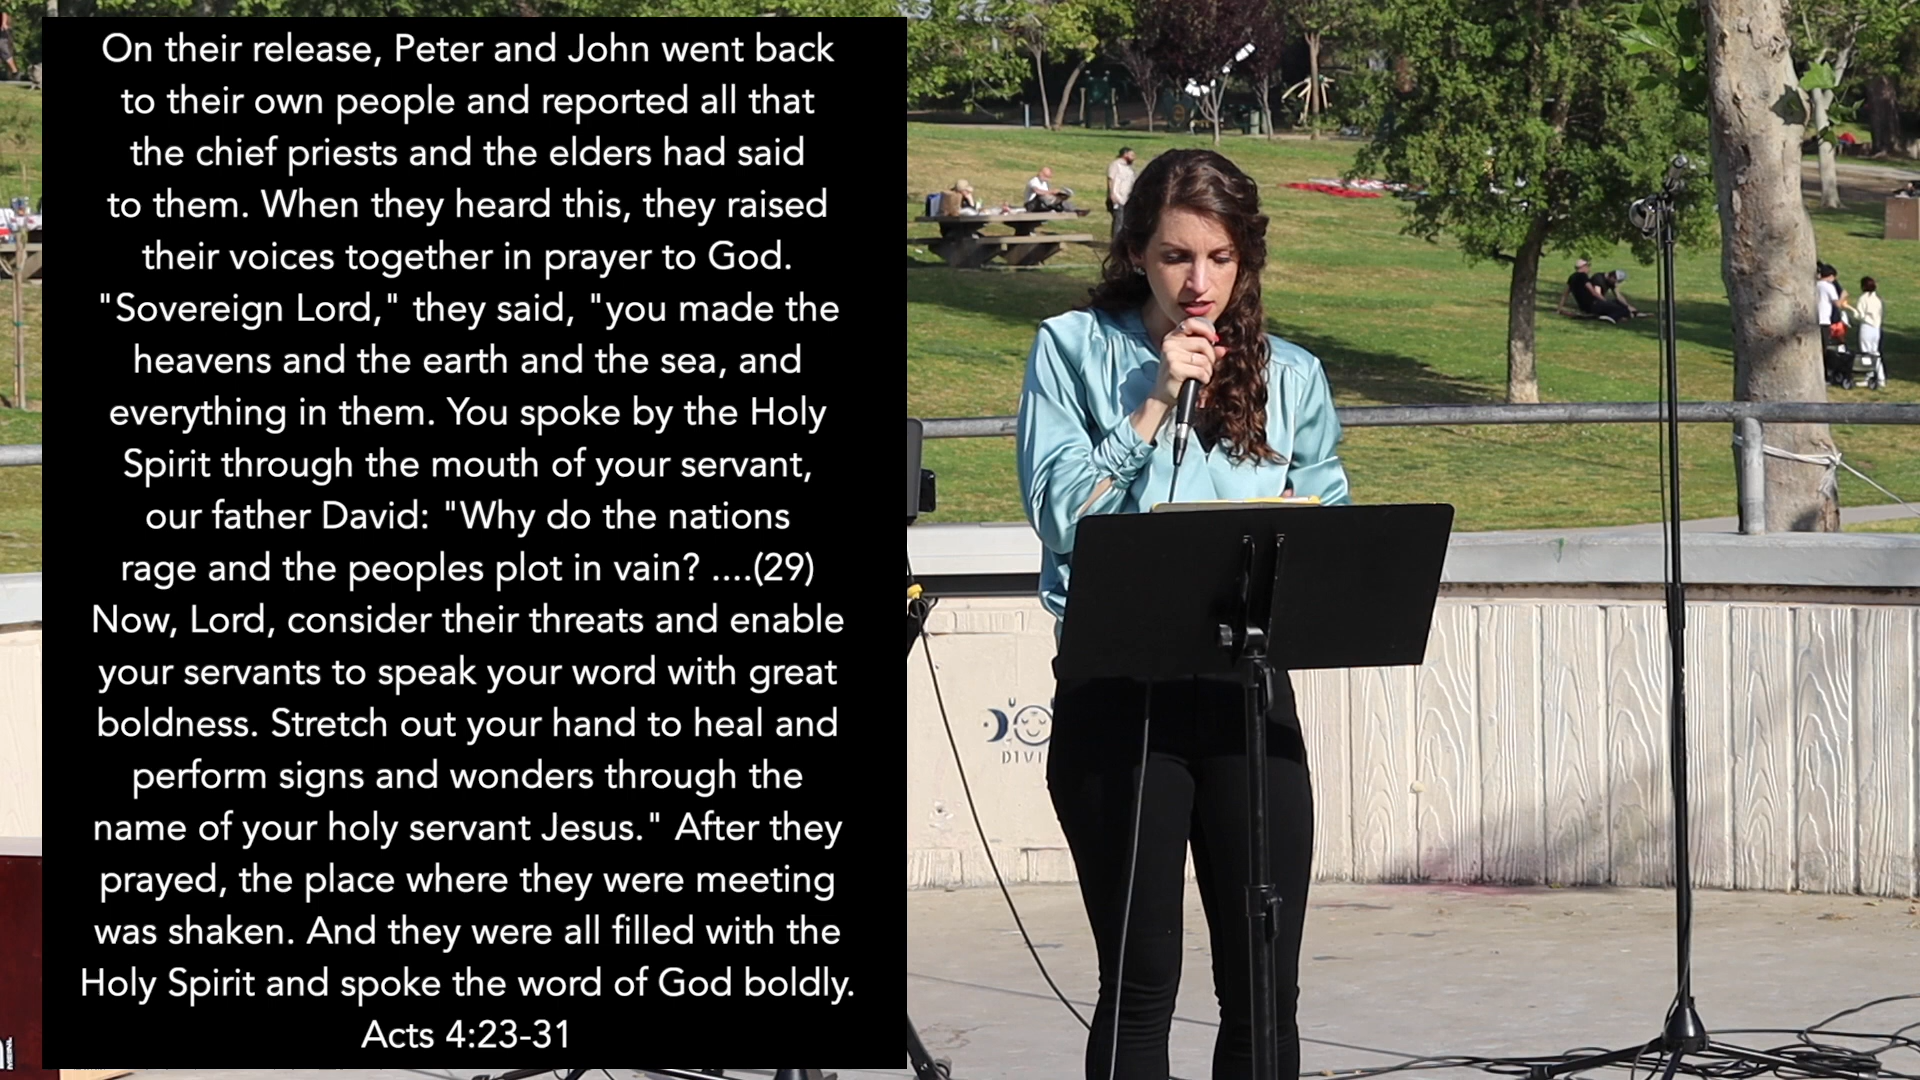 On their release, Peter and John went back
to their own people and reported all that
the chief priests and the elders had said
to them. When they heard this, they raised
their voices together in prayer to God.
"Sovereign Lord," they said, "you made the
heavens and the earth and the sea, and
everything in them. You spoke by the Holy
Spirit through the mouth of your servant,
our father David: "Why do the nations
rage and the peoples plot in vain? ....(29)
Now, Lord, consider their threats and enable
your servants to speak your word with great
boldness. Stretch out your hand to heal and
perform signs and wonders through the
name of your holy servant Jesus." After they
prayed, the place where they were meeting
was shaken. And they were all filled with the
Holy Spirit and spoke the word of God boldly.
Acts 4:23-31
DIVI
MEINL